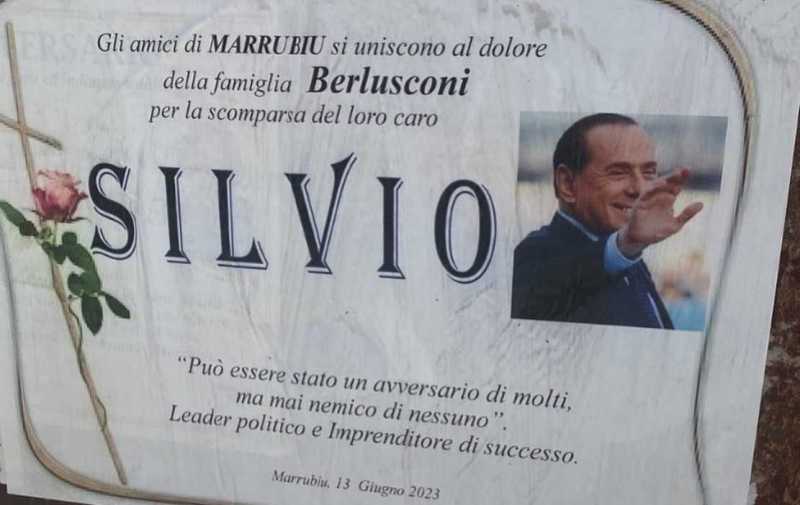 Gli amici di MARRUBIU si uniscono al dolore
della famiglia Berlusconi
per la scomparsa del loro caro
SILVIO
“Può essere stato un avversario di molti,
ma mai nemico di nessuno”.
Leader politico e Imprenditore di successo.
Marrubiu, 13 Giugno 2023